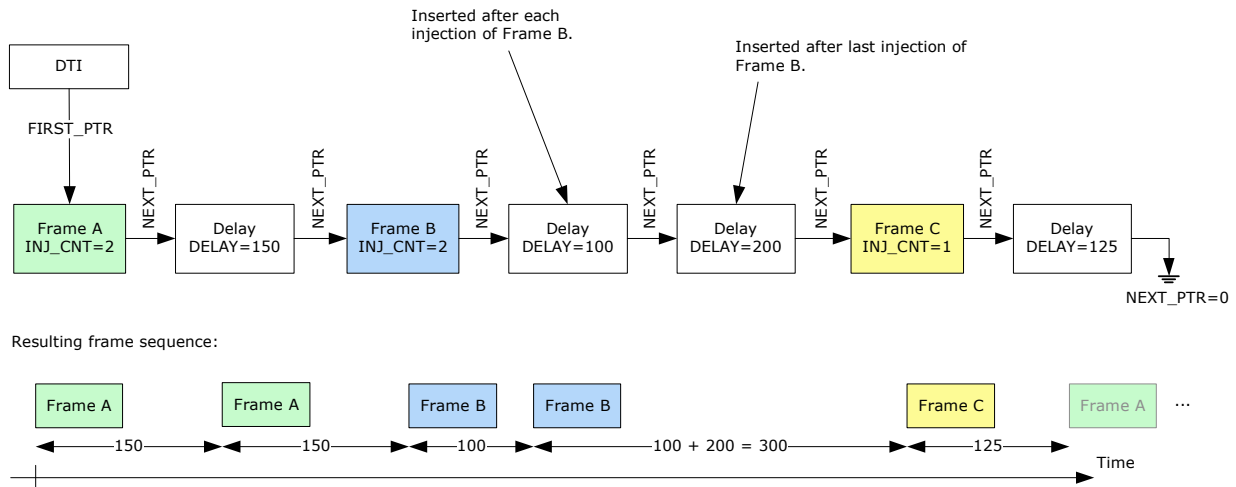 Inserted after each
injection of Frame B.
Inserted after last injection of
Frame B.
DTI
FIRST_PTR
NEXT_PTR
NEXT_PTR
NEXT_PTR
NEXT_PTR
NEXT_PTR
NEXT_PTR
Frame A
INJ_CNT=2
Delay
DELAY=150
Frame B
INJ_CNT=2
Delay
DELAY=100
Delay
DELAY=200
Frame C
INJ_CNT=1
Delay
DELAY=125
NEXT_PTR=0
Resulting frame sequence:
Frame A
Frame A
Frame B
Frame B
Frame C
Frame A
...
150
150
100
100 + 200 = 300
125
Time